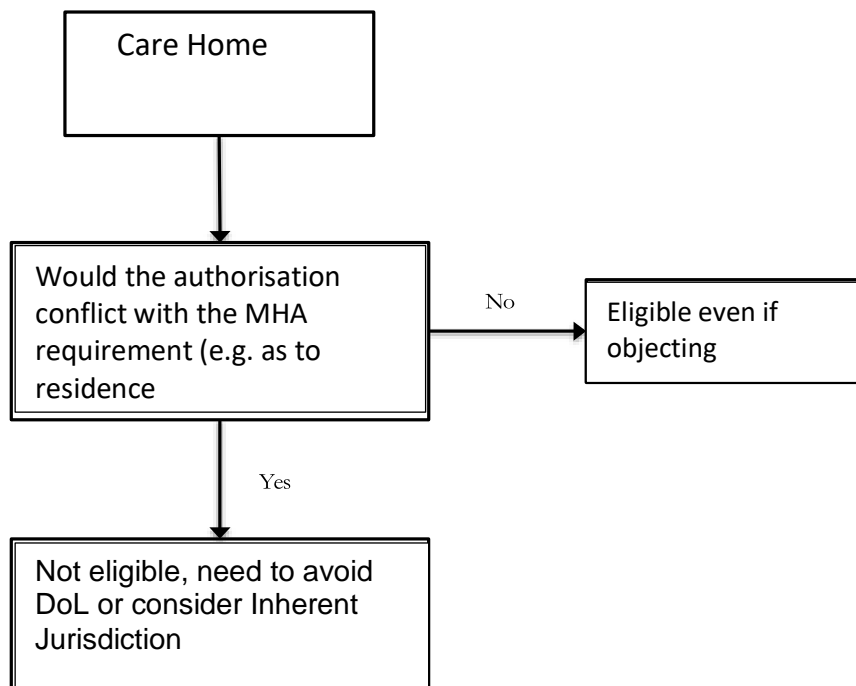 Care Home
Would the authorisation
conflict with the MHA
requirement (e.g. as to
residence
No
Eligible even if
objecting
Yes
Not eligible, need to avoid
DoL or consider Inherent
Jurisdiction